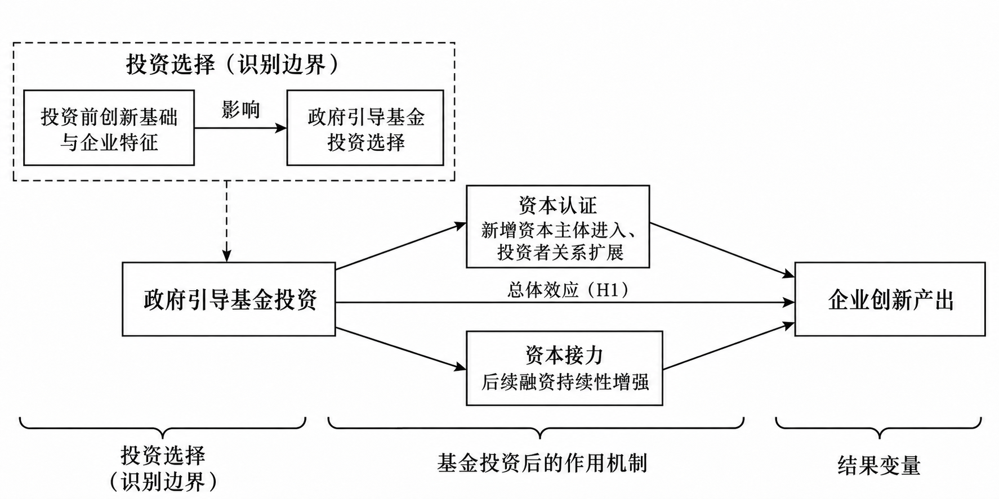 投资选择（识别边界）
投资前创新基础
与企业特征
影响
政府引导基金
投资选择
资本认证
新增资本主体进入、
投资者关系扩展
政府引导基金投资
总体效应（H1）
企业创新产出
资本接力
后续融资持续性增强
投资选择
（识别边界）
基金投资后的作用机制
结果变量